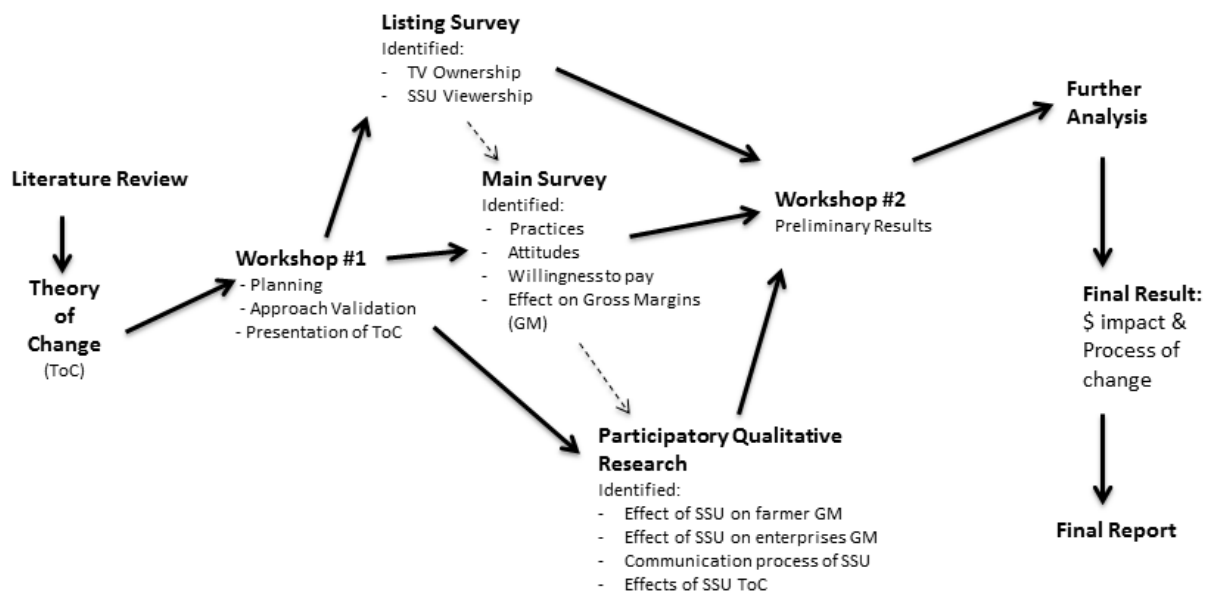 Literature Review
Theory
of
Change
(ToC)
Workshop #1
- Planning
- Approach Validation
- Presentation of ToC
Listing Survey
Identified:
- TV Ownership
- SSU Viewership
Main Survey
Identified:
- Practices
- Attitudes
- Willingness to pay
- Effect on Gross Margins
(GM)
Participatory Qualitative
Research
Identified:
- Effect of SSU on farmer GM
- Effect of SSU on enterprises GM
- Communication process of SSU
- Effects of SSU ToC
Workshop #2
Preliminary Results
Further
Analysis
Final Result:
$ impact &
Process of
change
Final Report